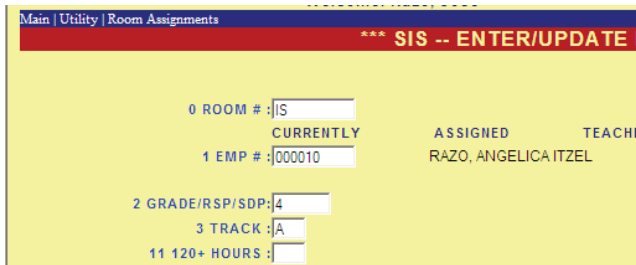 Main | Utility | Room Assignments
*** SIS -- ENTER/UPDATE
0 ROOM # : IS
CURRENTLY ASSIGNED
1 EMP # : 000010 RAZO, ANGELICA ITZEL
2 GRADE/RSP/SDP: 4
3 TRACK : A
11 120+ HOURS :